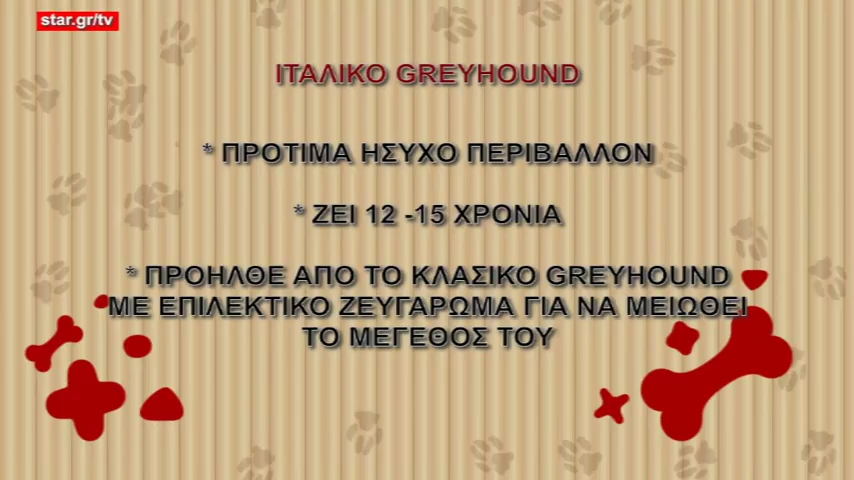 star.gr/tv
ΙΤΑΛΙΚΟ GREYHOUND
* ΠΡΟΤΙΜΑ ΗΣΥΧΟ ΠΕΡΙΒΑΛΛΟΝ
* ΖΕΙ 12 -15 ΧΡΟΝΙΑ
* ΠΡΟΗΛΘΕ ΑΠΟ ΤΟ ΚΛΑΣΙΚΟ GREYHOUND
ΜΕ ΕΠΙΛΕΚΤΙΚΟ ΖΕΥΓΑΡΩΜΑ ΓΙΑ ΝΑ ΜΕΙΩΘΕΙ
ΤΟ ΜΕΓΕΘΟΣ ΤΟΥ